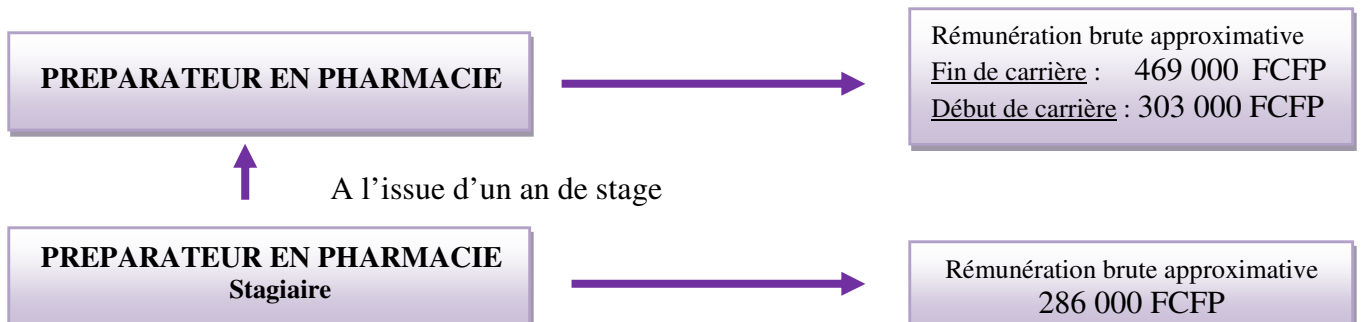 PREPARATEUR EN PHARMACIE
Rémunération brute approximative
Fin de carrière : 469 000 FCFP
Début de carrière : 303 000 FCFP
A l’issue d’un an de stage
PREPARATEUR EN PHARMACIE
Stagiaire
Rémunération brute approximative
286 000 FCFP